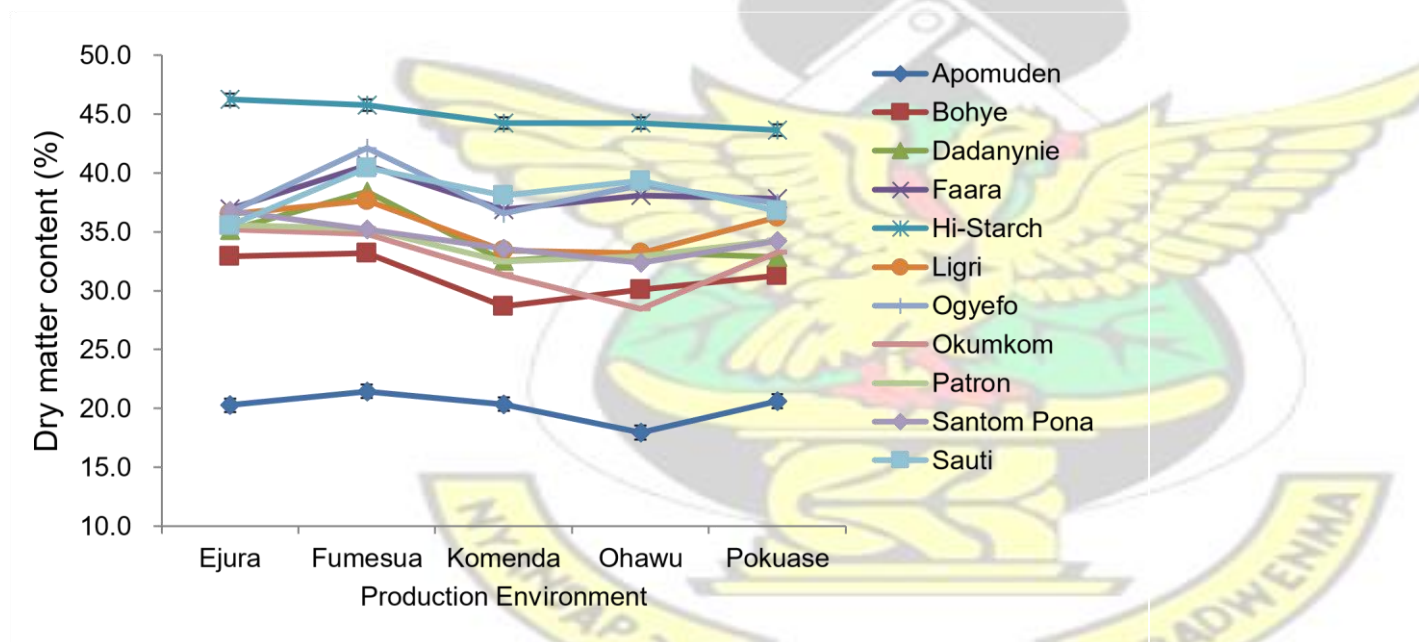 50.0
45.0
40.0
35.0
30.0
25.0
20.0
15.0
10.0
Dry matter content (%)
Ejura Fumesua Komenda Ohawu Pokuase
Production Environment
Apomuden
Bohye
Dadanynie
Faara
Hi-Starch
Ligri
Ogyefo
Okumkom
Patron
Santom Pona
Sauti